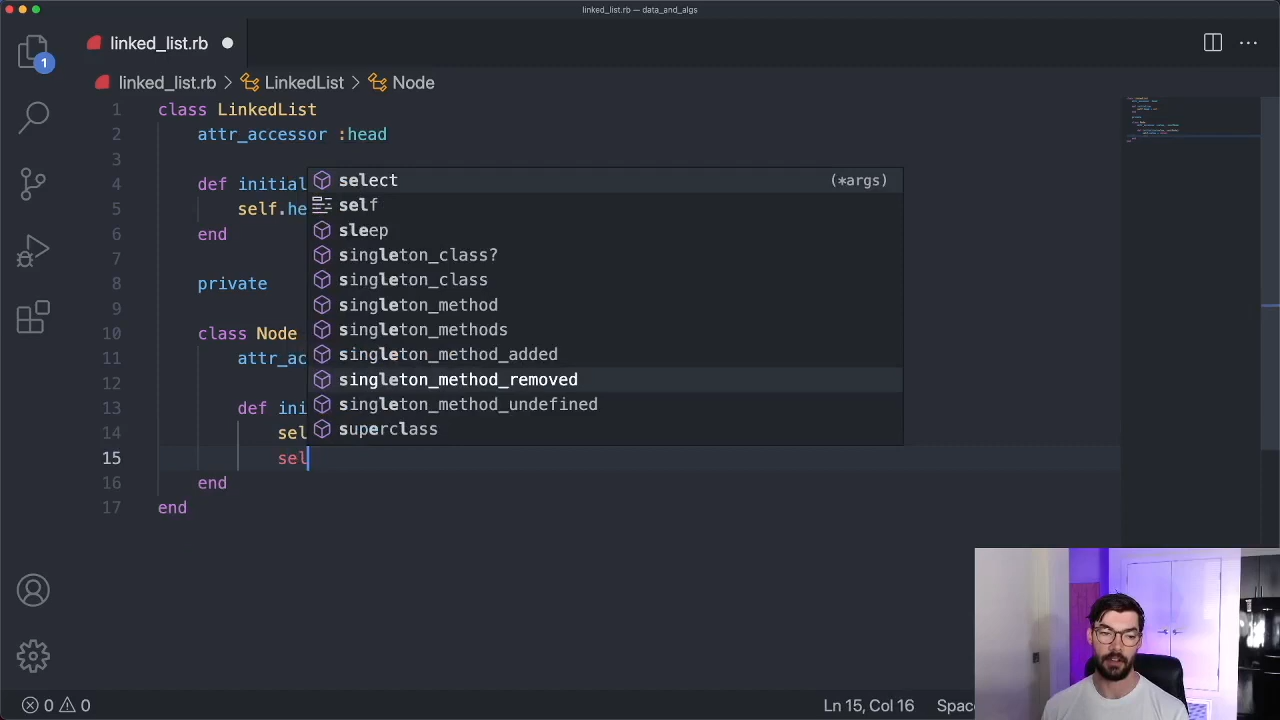 linked_list.rb — data_and_algs
linked_list.rb
1
linked_list.rb > LinkedList > Node
1 class LinkedList
2 attr_accessor :head
3
4 def initial
5 self.he
6 end
7
8 private
9
10 class Node
11 attr_ac
12
13 def ini
14 sel
15 sel
16 end
17 end
select (*args)
self
sleep
singleton_class?
singleton_class
singleton_method
singleton_methods
singleton_method_added
singleton_method_removed
singleton_method_undefined
superclass
0 0 Ln 15, Col 16 Spac